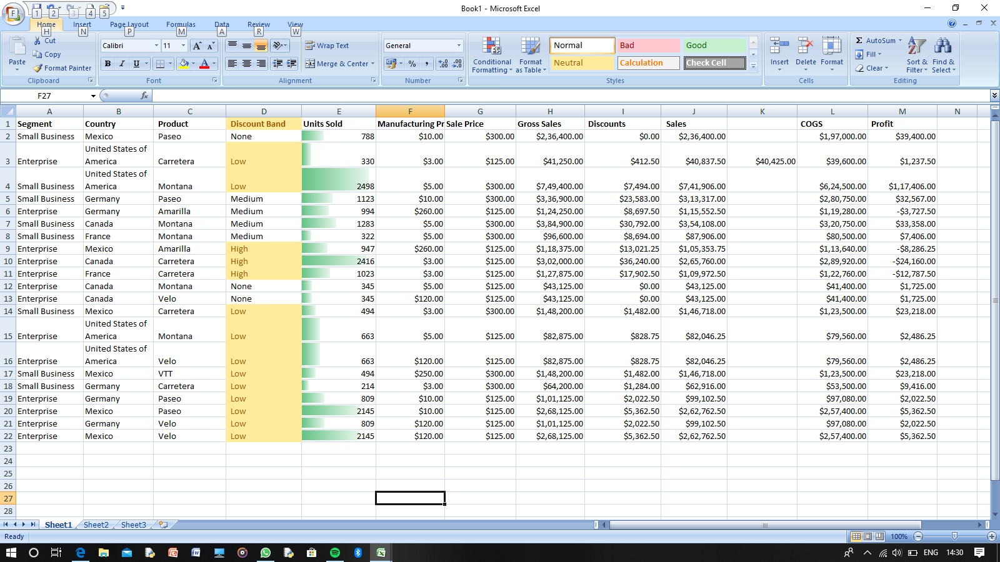 Book1 - Microsoft Excel
F 1 2 3 4 5
Home Insert Page Layout Formulas Data Review View
H N P M A R W
Paste
Cut
Copy
Format Painter
Clipboard
Calibri 11
B I U
Font
Wrap Text
Merge & Center
Alignment
General
% ,
Number
Conditional Formatting
Format as Table
Normal Bad Good
Neutral Calculation Check Cell
Styles
Insert Delete Format
Cells
AutoSum
Fill
Clear
Sort & Filter
Find & Select
Editing
F27 fx
A B C D E F G H I J K L M N
1 Segment Country Product Discount Band Units Sold Manufacturing Pr Sale Price Gross Sales Discounts Sales COGS Profit
2 Small Business Mexico Paseo None 788 $10.00 $300.00 $2,36,400.00 $0.00 $2,36,400.00 $1,97,000.00 $39,400.00
United States of
3 Enterprise America Carretera Low 330 $3.00 $125.00 $41,250.00 $412.50 $40,837.50 $40,425.00 $39,600.00 $1,237.50
United States of
4 Small Business America Montana Low 2498 $5.00 $300.00 $7,49,400.00 $7,494.00 $7,41,906.00 $6,24,500.00 $1,17,406.00
5 Small Business Germany Paseo Medium 1123 $10.00 $300.00 $3,36,900.00 $23,583.00 $3,13,317.00 $2,80,750.00 $32,567.00
6 Enterprise Germany Amarilla Medium 994 $260.00 $125.00 $1,24,250.00 $8,697.50 $1,15,552.50 $1,19,280.00 -$3,727.50
7 Small Business Canada Montana Medium 1283 $5.00 $300.00 $3,84,900.00 $30,792.00 $3,54,108.00 $3,20,750.00 $33,358.00
8 Small Business France Montana Medium 322 $5.00 $300.00 $96,600.00 $8,694.00 $87,906.00 $80,500.00 $7,406.00
9 Enterprise Mexico Amarilla High 947 $260.00 $125.00 $1,18,375.00 $13,021.25 $1,05,353.75 $1,13,640.00 -$8,286.25
10 Enterprise Canada Carretera High 2416 $3.00 $125.00 $3,02,000.00 $36,240.00 $2,65,760.00 $2,89,920.00 -$24,160.00
11 Enterprise France Carretera High 1023 $3.00 $125.00 $1,27,875.00 $17,902.50 $1,09,972.50 $1,22,760.00 -$12,787.50
12 Enterprise Canada Montana None 345 $5.00 $125.00 $43,125.00 $0.00 $43,125.00 $41,400.00 $1,725.00
13 Enterprise Canada Velo None 345 $120.00 $125.00 $43,125.00 $0.00 $43,125.00 $41,400.00 $1,725.00
14 Small Business Mexico Carretera Low 494 $3.00 $300.00 $1,48,200.00 $1,482.00 $1,46,718.00 $1,23,500.00 $23,218.00
United States of
15 Enterprise America Montana Low 663 $5.00 $125.00 $82,875.00 $828.75 $82,046.25 $79,560.00 $2,486.25
United States of
16 Enterprise America Velo Low 663 $120.00 $125.00 $82,875.00 $828.75 $82,046.25 $79,560.00 $2,486.25
17 Small Business Mexico VTT Low 494 $250.00 $300.00 $1,48,200.00 $1,482.00 $1,46,718.00 $1,23,500.00 $23,218.00
18 Small Business Germany Carretera Low 214 $3.00 $300.00 $64,200.00 $1,284.00 $62,916.00 $53,500.00 $9,416.00
19 Enterprise Germany Paseo Low 809 $10.00 $125.00 $1,01,125.00 $2,022.50 $99,102.50 $97,080.00 $2,022.50
20 Enterprise Mexico Paseo Low 2145 $10.00 $125.00 $2,68,125.00 $5,362.50 $2,62,762.50 $2,57,400.00 $5,362.50
21 Enterprise Germany Velo Low 809 $120.00 $125.00 $1,01,125.00 $2,022.50 $99,102.50 $97,080.00 $2,022.50
22 Enterprise Mexico Velo Low 2145 $120.00 $125.00 $2,68,125.00 $5,362.50 $2,62,762.50 $2,57,400.00 $5,362.50
23
24
25
26
27
28
Sheet1 Sheet2 Sheet3
Ready 100%
ENG 14:30